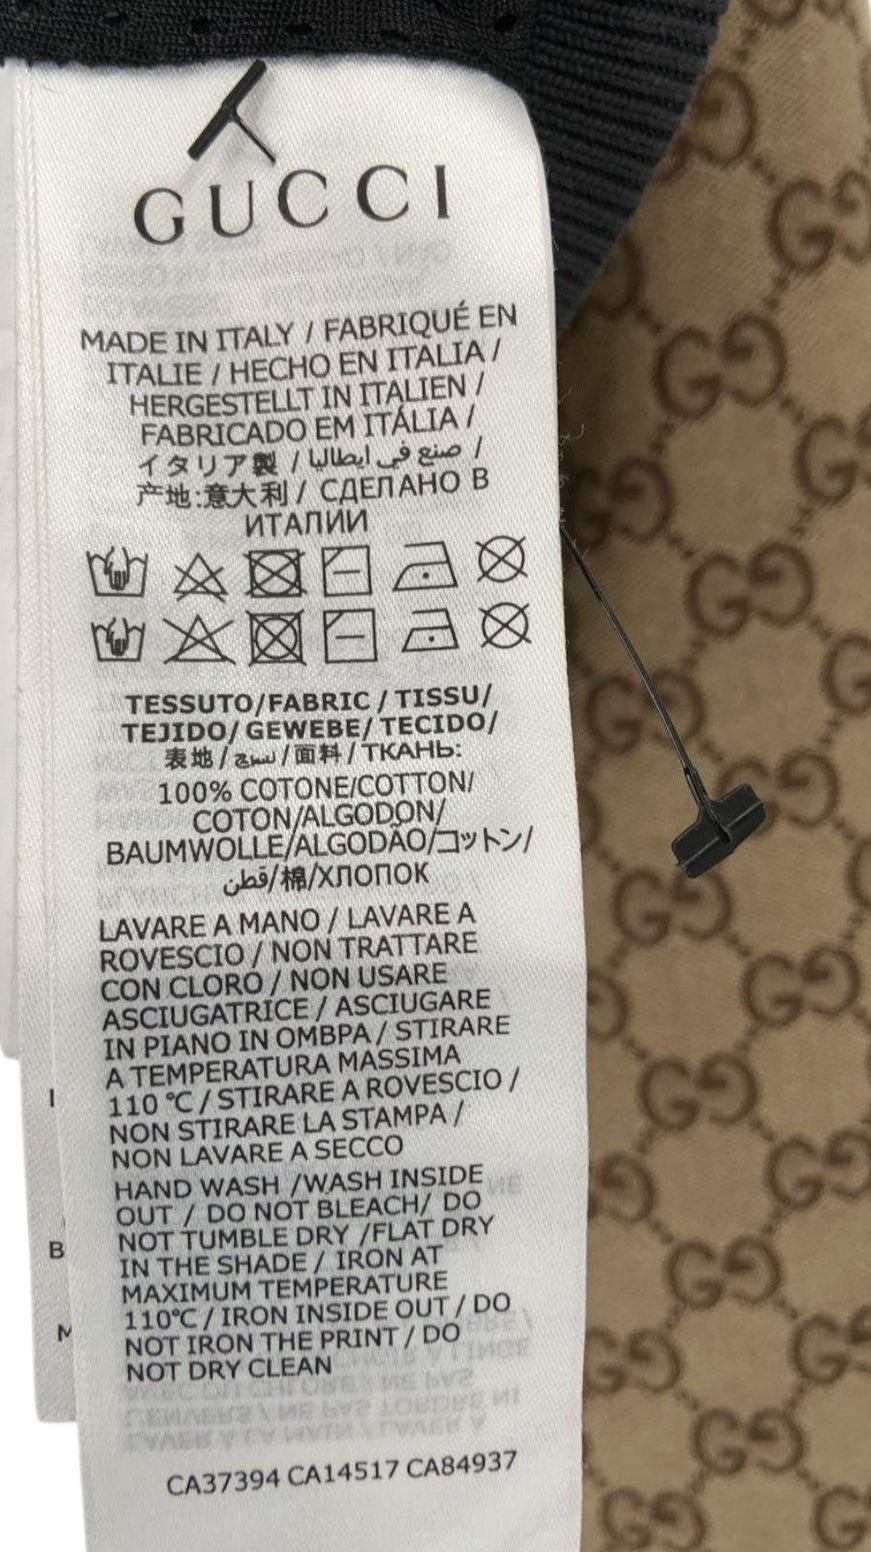 GUCCI
MADE IN ITALY / FABRIQUÉ EN
ITALIE / HECHO EN ITALIA /
HERGESTELLT IN ITALIEN /
FABRICADO EM ITÁLIA /
イタリア製 / صنع في ايطاليا /
产地:意大利 / СДЕЛАНО В
ИТАЛИИ
TESSUTO/FABRIC / TISSU/
TEJIDO/ GEWEBE/ TECIDO/
表地 / نسيج / 面料 / ТКАНЬ:
100% COTONE/COTTON/
COTON/ALGODON/
BAUMWOLLE/ALGODÃO/コットン/
قطن/棉/ХЛОПОК
LAVARE A MANO / LAVARE A
ROVESCIO / NON TRATTARE
CON CLORO / NON USARE
ASCIUGATRICE / ASCIUGARE
IN PIANO IN OMBPA / STIRARE
A TEMPERATURA MASSIMA
110 °C / STIRARE A ROVESCIO /
NON STIRARE LA STAMPA /
NON LAVARE A SECCO
HAND WASH /WASH INSIDE
OUT / DO NOT BLEACH/ DO
NOT TUMBLE DRY /FLAT DRY
IN THE SHADE / IRON AT
MAXIMUM TEMPERATURE
110°C / IRON INSIDE OUT / DO
NOT IRON THE PRINT / DO
NOT DRY CLEAN
CA37394 CA14517 CA84937